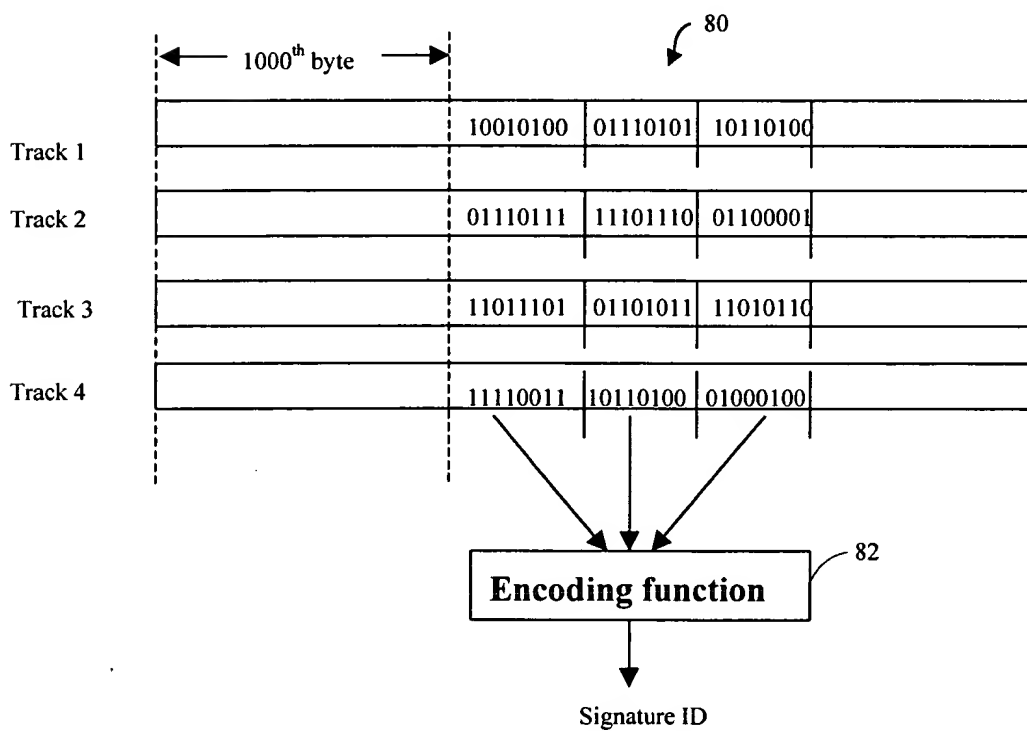 80
1000th byte
Track 1
10010100 01110101 10110100
Track 2
01110111 11101110 01100001
Track 3
11011101 01101011 11010110
Track 4
11110011 10110100 01000100
Encoding function
82
Signature ID